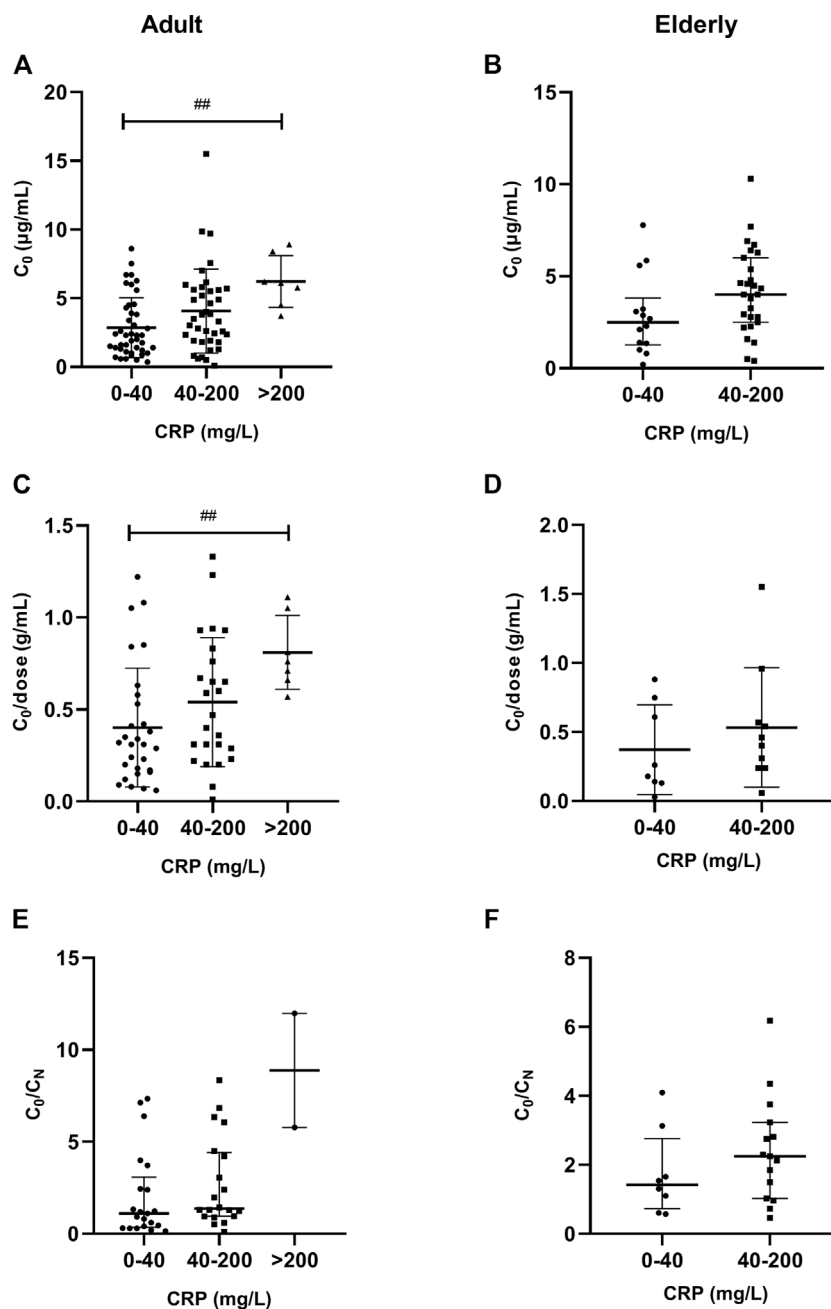 Adult
Elderly
A
##
20
15
10
5
0
C₀ (μg/mL)
0-40
40-200
>200
CRP (mg/L)
B
15
10
5
0
C₀ (μg/mL)
0-40
40-200
CRP (mg/L)
C
##
1.5
1.0
0.5
0.0
C₀/dose (g/mL)
0-40
40-200
>200
CRP (mg/L)
D
2.0
1.5
1.0
0.5
0.0
C₀/dose (g/mL)
0-40
40-200
CRP (mg/L)
E
15
10
5
0
C₀/Cɴ
0-40
40-200
>200
CRP (mg/L)
F
8
6
4
2
0
C₀/Cɴ
0-40
40-200
CRP (mg/L)